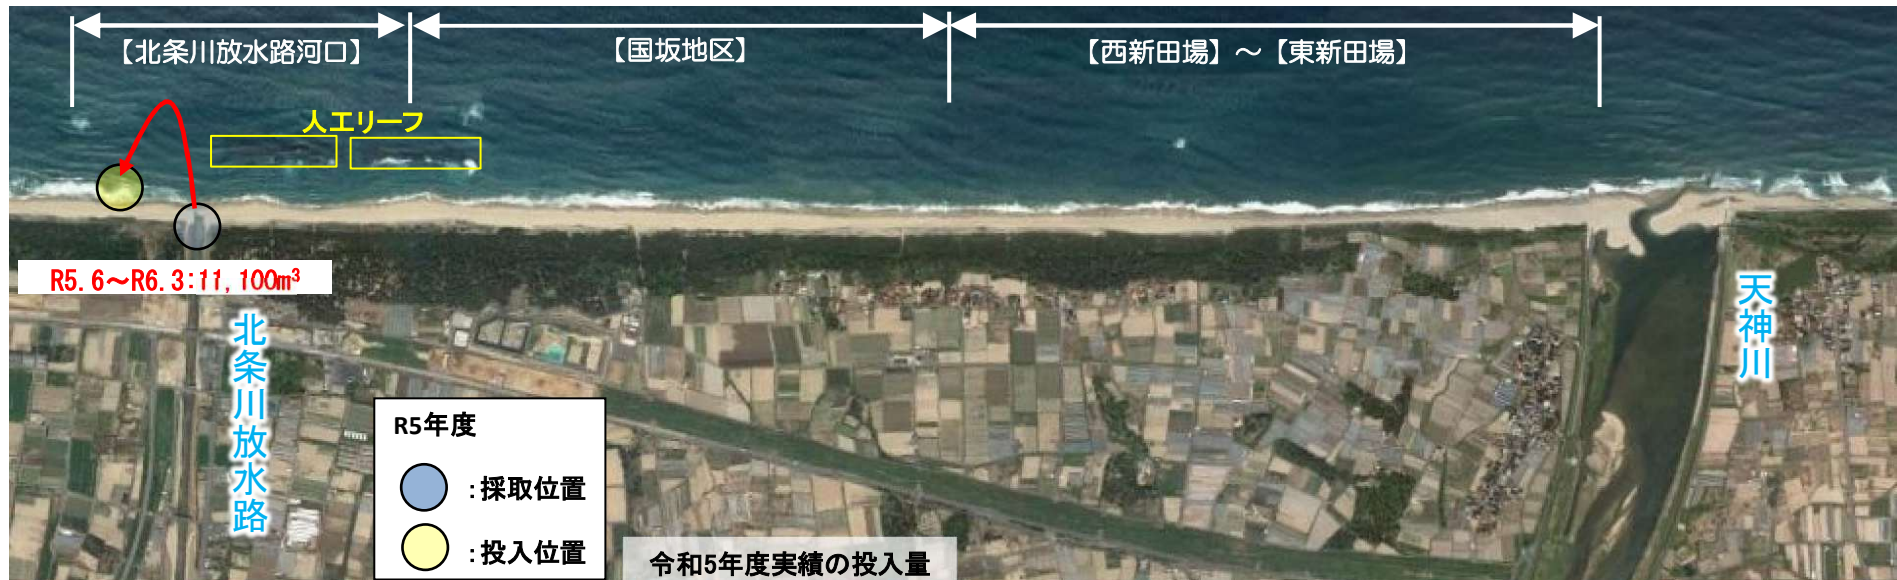 【北条川放水路河口】
【国坂地区】
【西新田場】～【東新田場】
人工リーフ
R5.6～R6.3:11,100m³
北条川放水路
天神川
R5年度
:採取位置
:投入位置
令和5年度実績の投入量